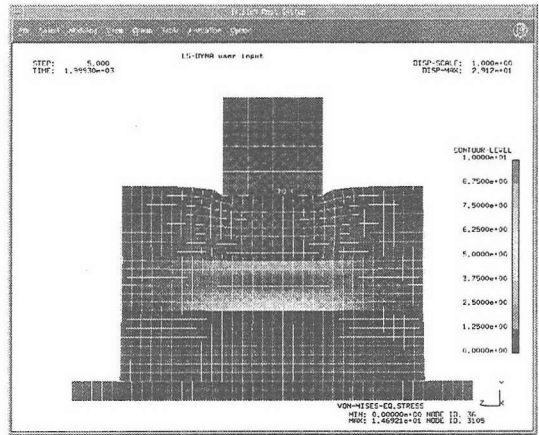 LS-DYNA user input
STEP: 5.000
TIME: 1.99930e-03
DISP-SCALE: 1.000e+00
DISP-MAX: 2.912e+01
CONTOUR-LEVEL
1.0000e+01
8.7500e+00
7.5000e+00
6.2500e+00
5.0000e+00
3.7500e+00
2.5000e+00
1.2500e+00
0.0000e+00
Y
Z X
VON-MISES-EQ.STRESS
MIN: 0.00000e+00 NODE ID. 36
MAX: 1.46921e+01 NODE ID. 3105